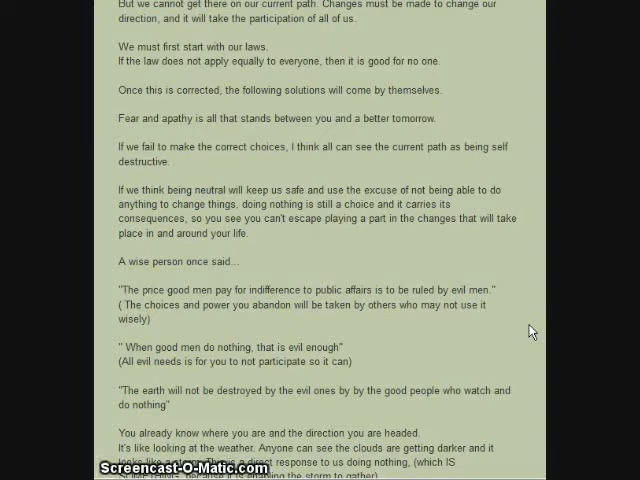 But we cannot get there on our current path. Changes must be made to change our
direction, and it will take the participation of all of us.
We must first start with our laws.
If the law does not apply equally to everyone, then it is good for no one.
Once this is corrected, the following solutions will come by themselves.
Fear and apathy is all that stands between you and a better tomorrow.
If we fail to make the correct choices, I think all can see the current path as being self
destructive.
If we think being neutral will keep us safe and use the excuse of not being able to do
anything to change things, doing nothing is still a choice and it carries its
consequences, so you see you can't escape playing a part in the changes that will take
place in and around your life.
A wise person once said...
"The price good men pay for indifference to public affairs is to be ruled by evil men."
( The choices and power you abandon will be taken by others who may not use it
wisely)
" When good men do nothing, that is evil enough"
(All evil needs is for you to not participate so it can)
"The earth will not be destroyed by the evil ones by by the good people who watch and
do nothing"
You already know where you are and the direction you are headed.
It's like looking at the weather. Anyone can see the clouds are getting darker and it
looks like a storm. This is a direct response to us doing nothing, (which IS
SOMETHING, because it is enabling the storm to gather)
Screencast-O-Matic.com